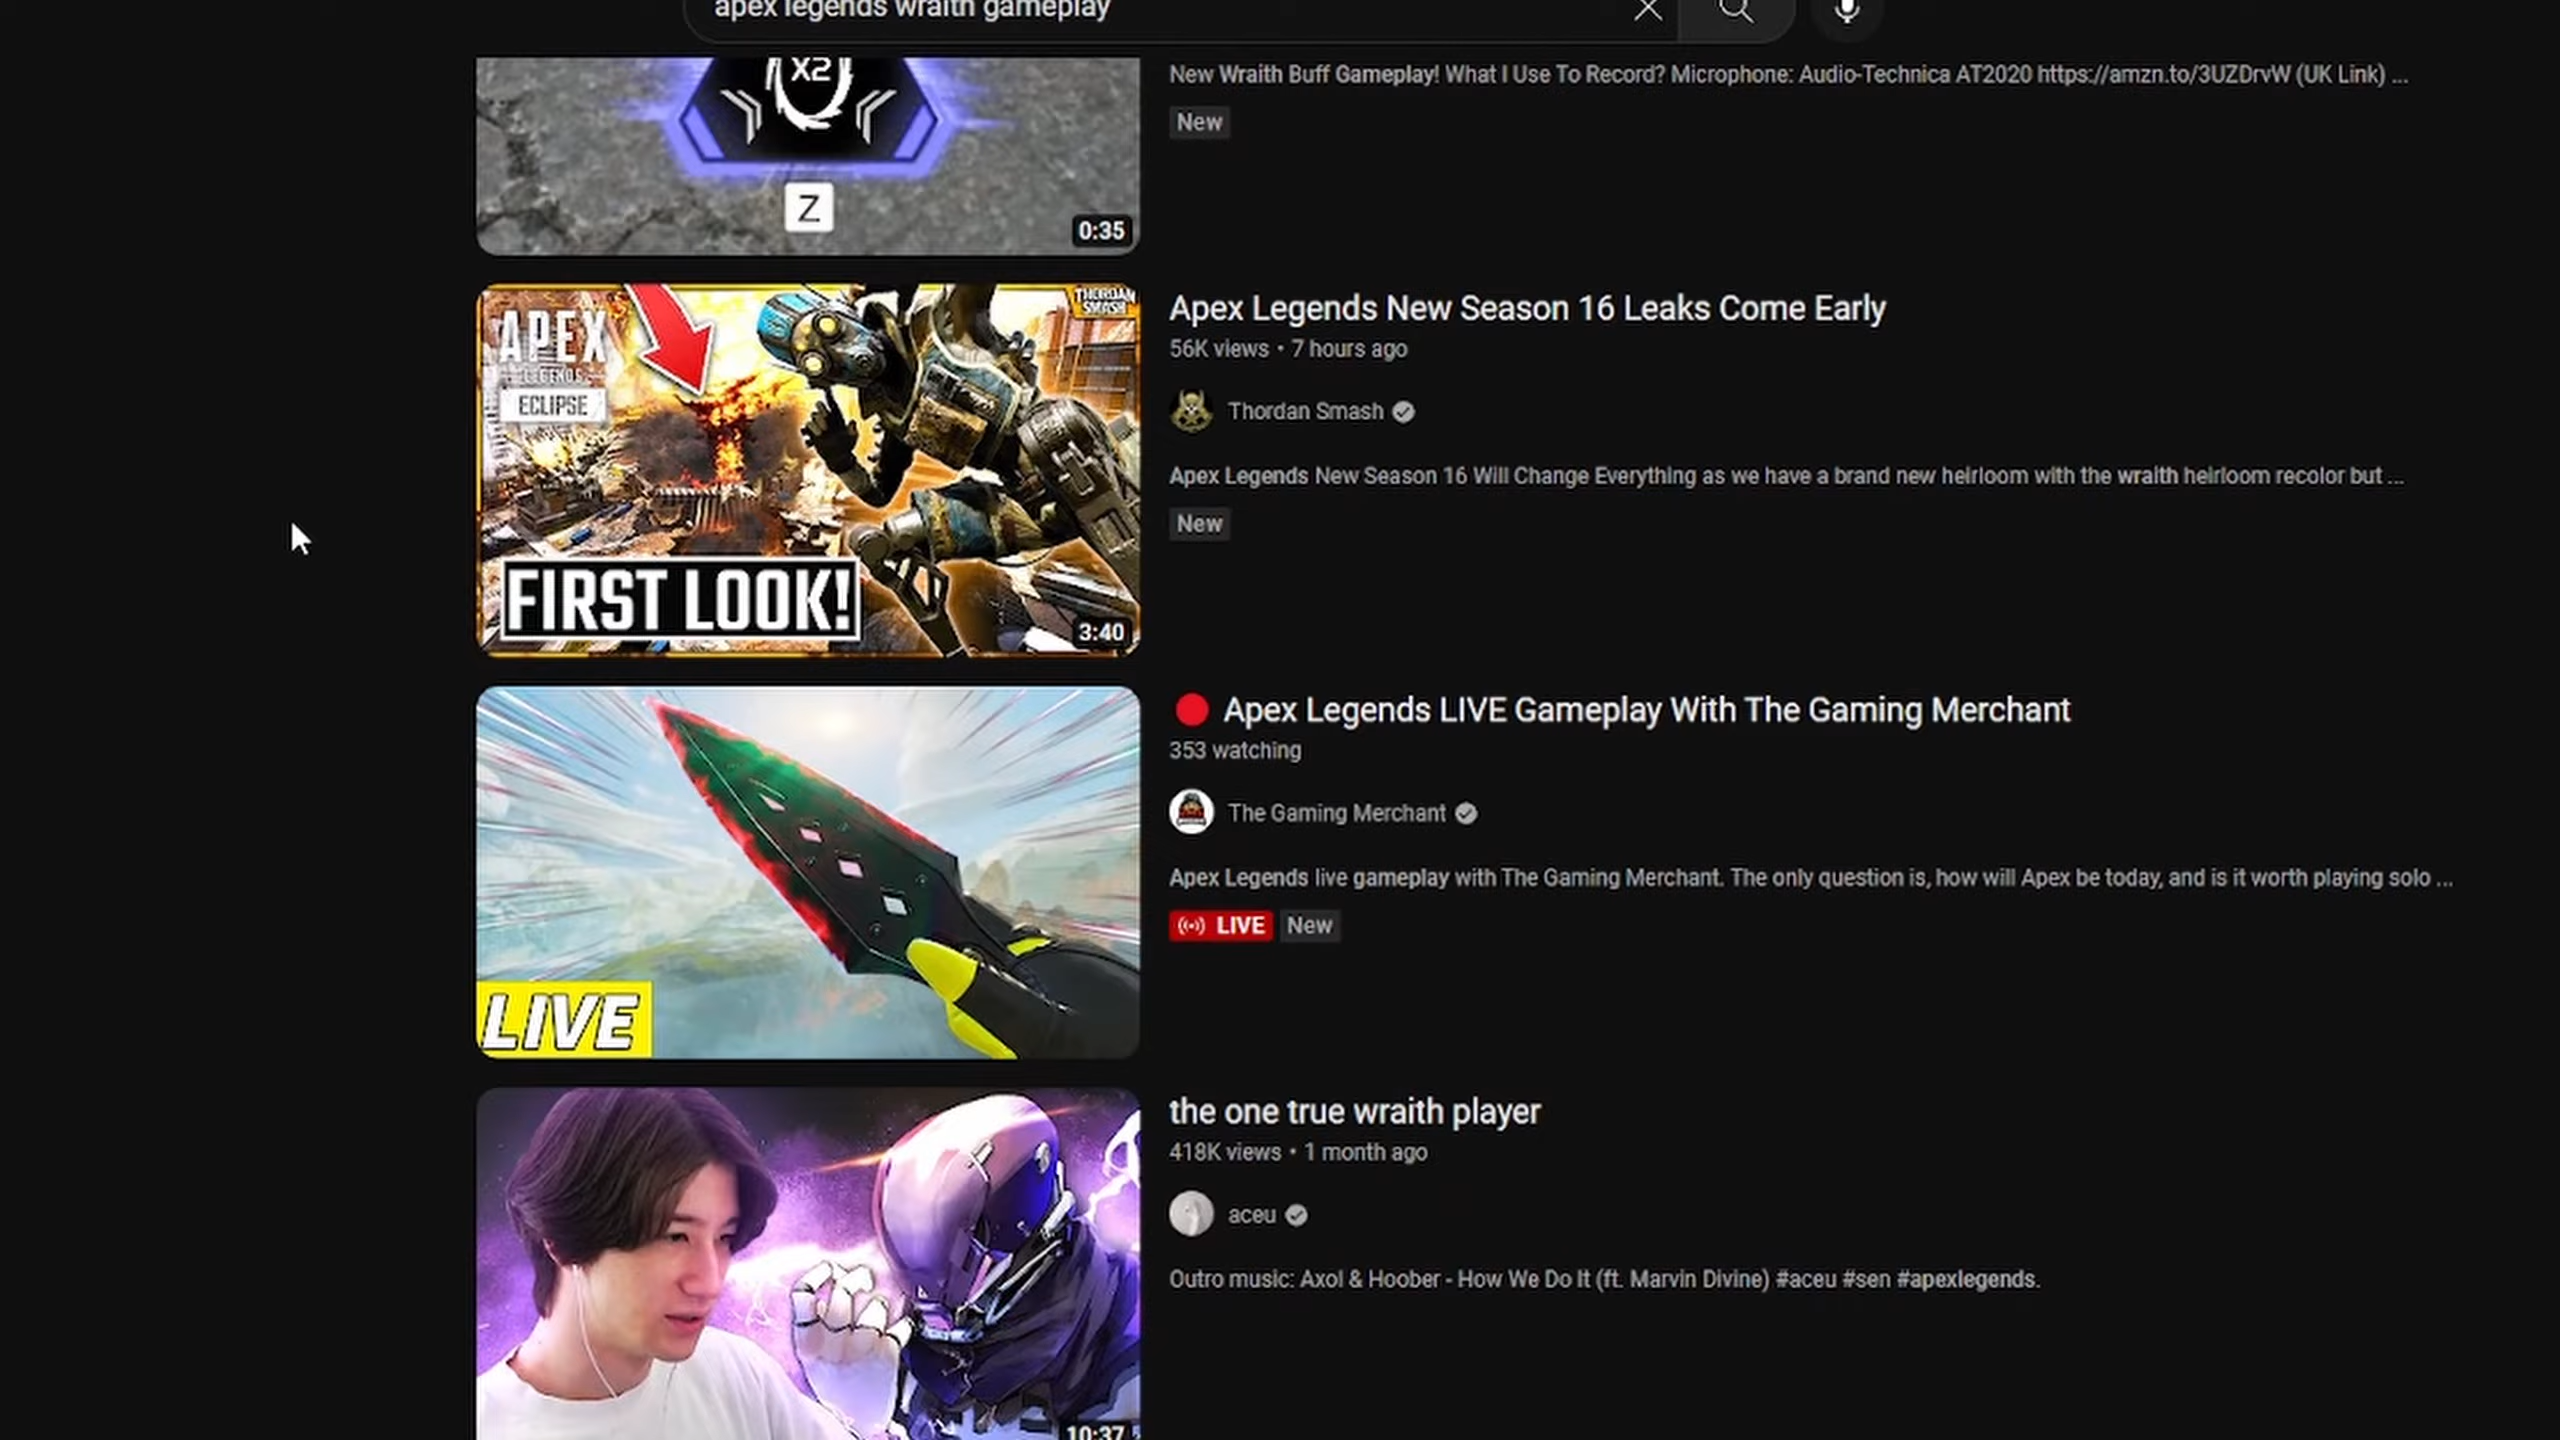 apex legends wraith gameplay
X2
Z
0:35
New Wraith Buff Gameplay! What I Use To Record? Microphone: Audio-Technica AT2020 https://amzn.to/3UZDrvW (UK Link) ...
New
APEX
LEGENDS
ECLIPSE
THORDAN
SMASH
FIRST LOOK!
3:40
Apex Legends New Season 16 Leaks Come Early
56K views • 7 hours ago
Thordan Smash
Apex Legends New Season 16 Will Change Everything as we have a brand new heirloom with the wraith heirloom recolor but ...
New
LIVE
Apex Legends LIVE Gameplay With The Gaming Merchant
353 watching
The Gaming Merchant
Apex Legends live gameplay with The Gaming Merchant. The only question is, how will Apex be today, and is it worth playing solo ...
LIVE New
10:37
the one true wraith player
418K views • 1 month ago
aceu
Outro music: Axol & Hoober - How We Do It (ft. Marvin Divine) #aceu #sen #apexlegends.